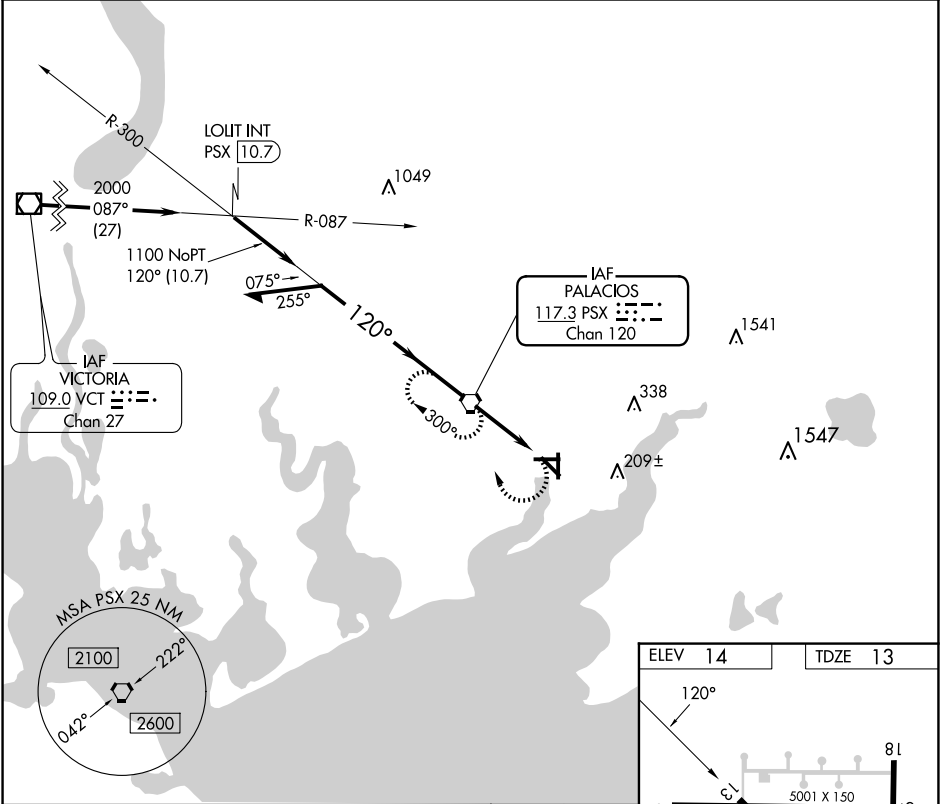 R-300
LOLIT INT
PSX 10.7
1049
2000
087°
(27)
R-087
1100 NoPT
120° (10.7)
075°
255°
120°
IAF
PALACIOS
117.3 PSX
Chan 120
1541
IAF
VICTORIA
109.0 VCT
Chan 27
300°
338
209±
1547
MSA PSX 25 NM
2100
222°
042°
2600
ELEV 14
TDZE 13
120°
18
13
5001 X 150